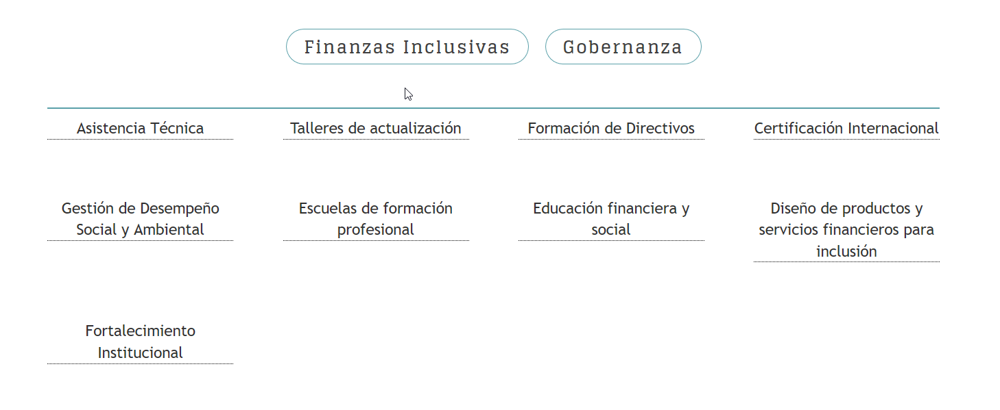 Finanzas Inclusivas
Gobernanza
Asistencia Técnica
Talleres de actualización
Formación de Directivos
Certificación Internacional
Gestión de Desempeño
Social y Ambiental
Escuelas de formación
profesional
Educación financiera y
social
Diseño de productos y
servicios financieros para
inclusión
Fortalecimiento
Institucional